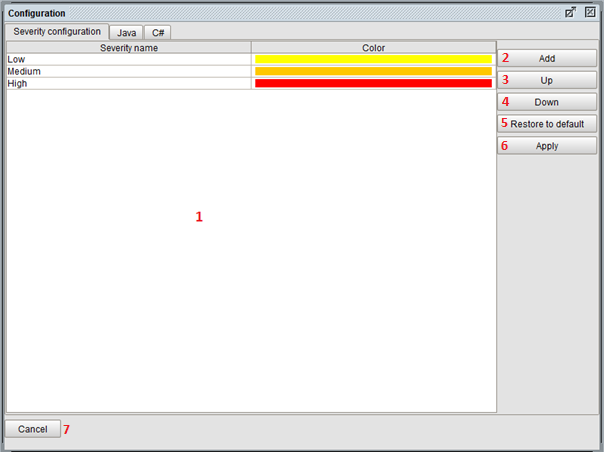 Configuration
Severity configuration Java C#
Severity name Color
Low
Medium
High
2 Add
3 Up
4 Down
5 Restore to default
6 Apply
1
Cancel 7